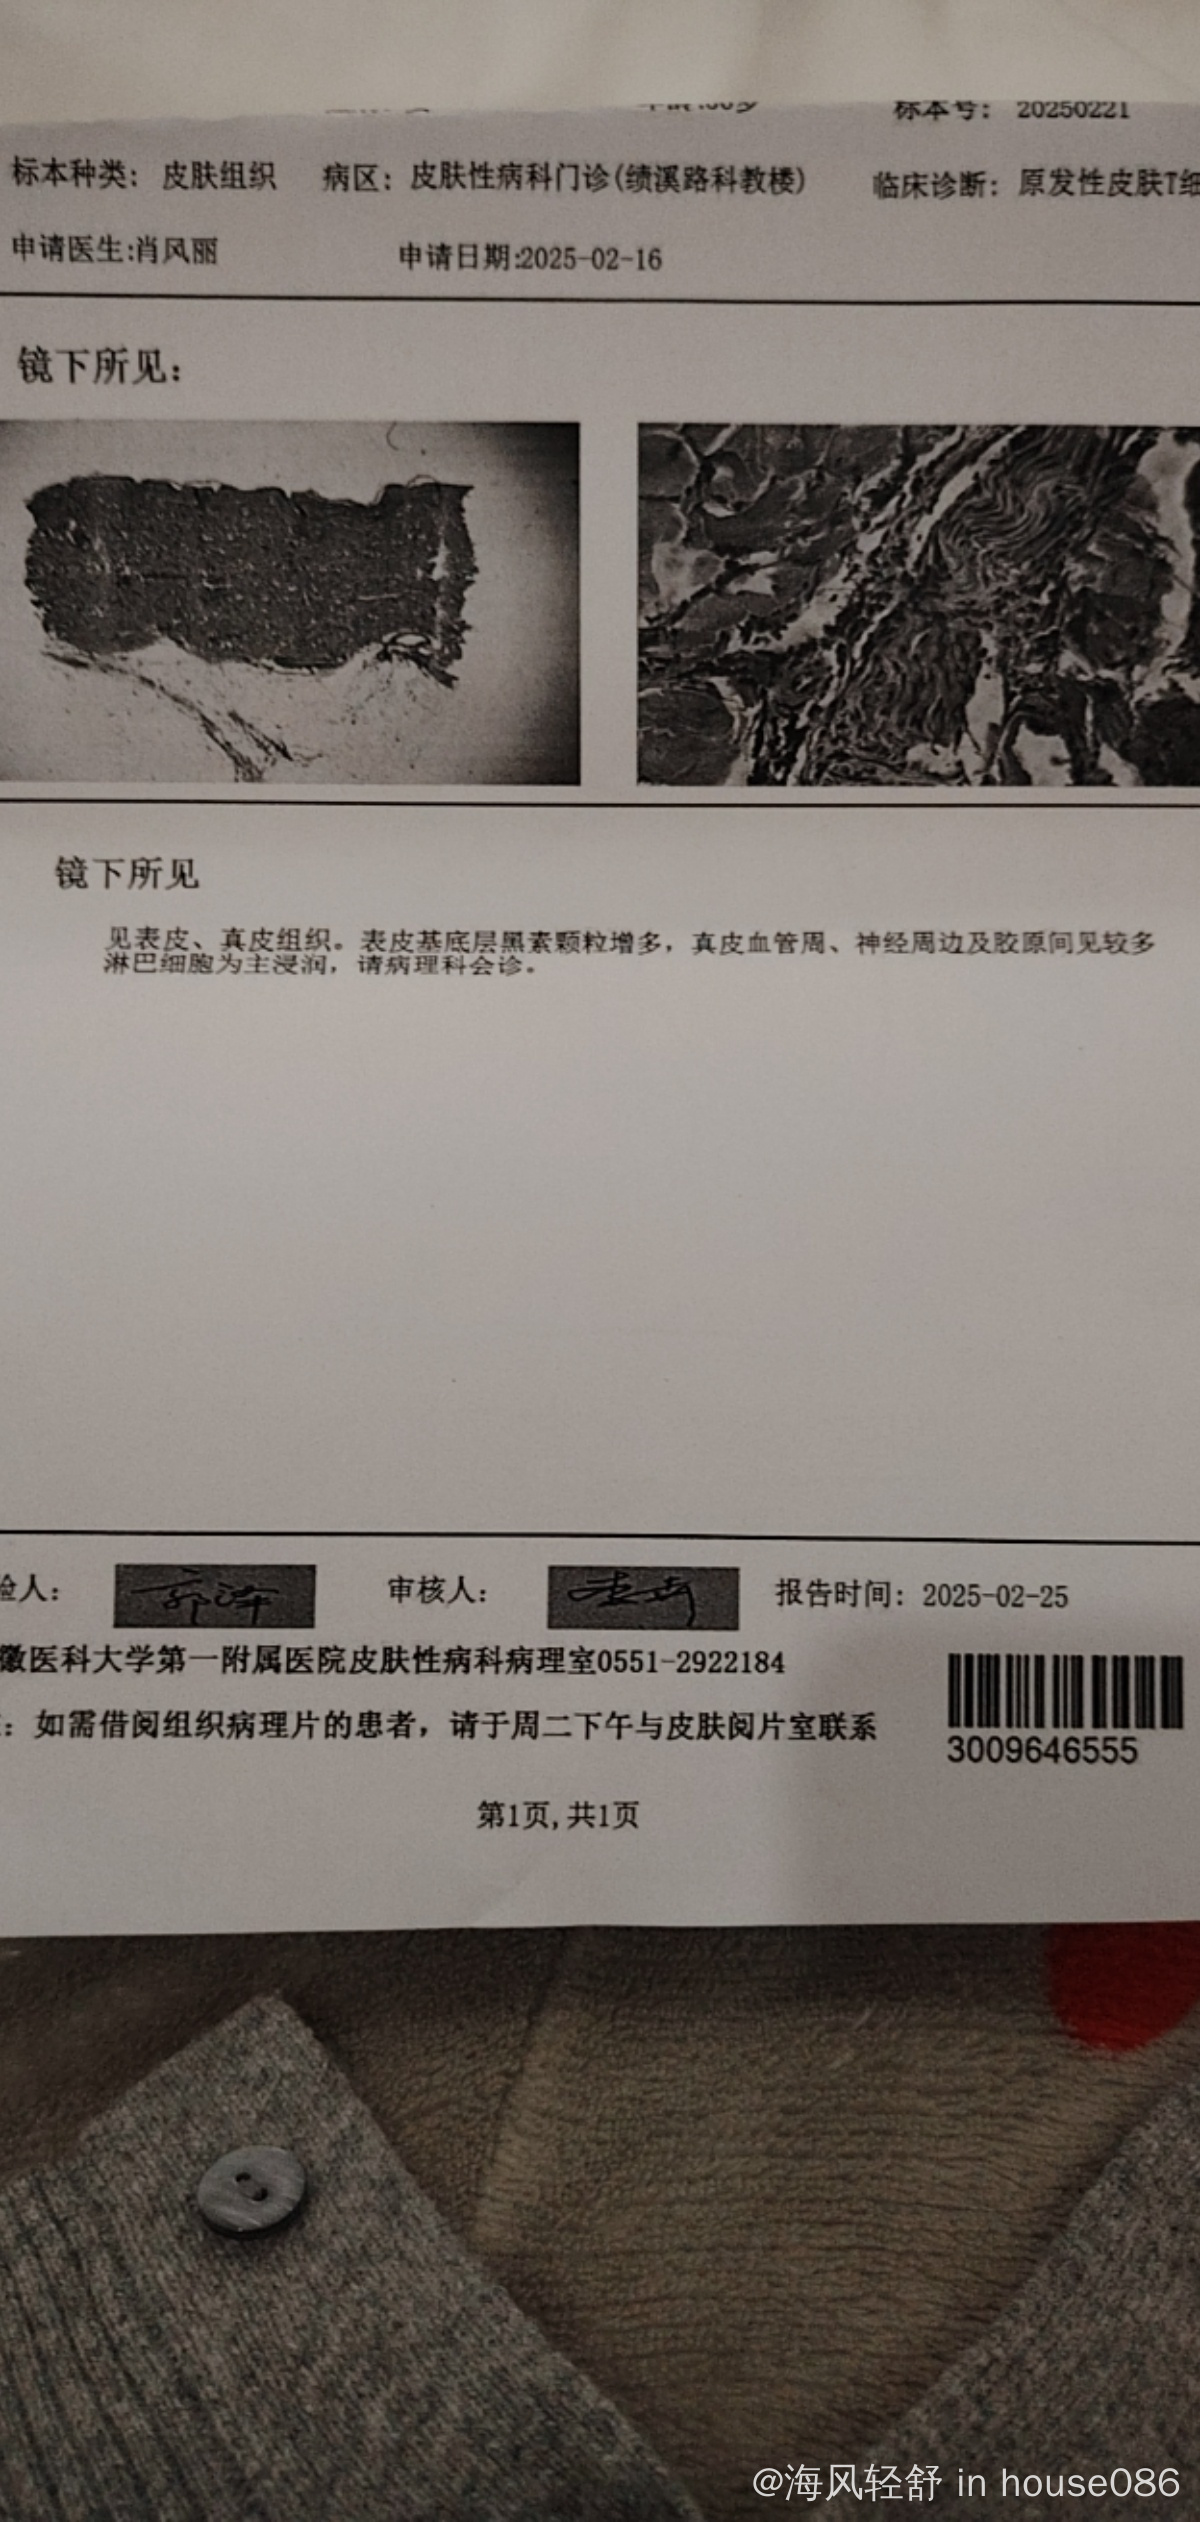 标本号： 20250221
标本种类： 皮肤组织 病区： 皮肤性病科门诊(绩溪路科教楼) 临床诊断： 原发性皮肤T细
申请医生:肖风丽 申请日期:2025-02-16
镜下所见：
镜下所见
见表皮、真皮组织。表皮基底层黑素颗粒增多，真皮血管周、神经周边及胶原间见较多
淋巴细胞为主浸润，请病理科会诊。
验人： 审核人： 报告时间： 2025-02-25
徽医科大学第一附属医院皮肤性病科病理室0551-2922184
：如需借阅组织病理片的患者，请于周二下午与皮肤阅片室联系
3009646555
第1页,共1页
@海风轻舒 in house086